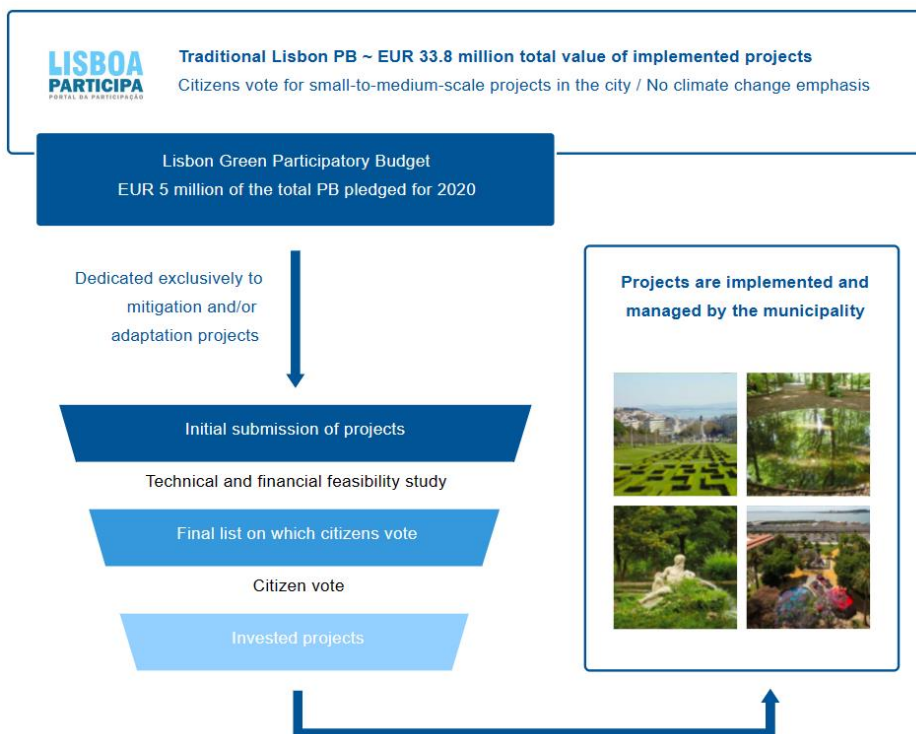 LISBOA
PARTICIPA
PORTAL DA PARTICIPAÇÃO
Traditional Lisbon PB ~ EUR 33.8 million total value of implemented projects
Citizens vote for small-to-medium-scale projects in the city / No climate change emphasis
Lisbon Green Participatory Budget
EUR 5 million of the total PB pledged for 2020
Dedicated exclusively to
mitigation and/or
adaptation projects
Initial submission of projects
Technical and financial feasibility study
Final list on which citizens vote
Citizen vote
Invested projects
Projects are implemented and
managed by the municipality